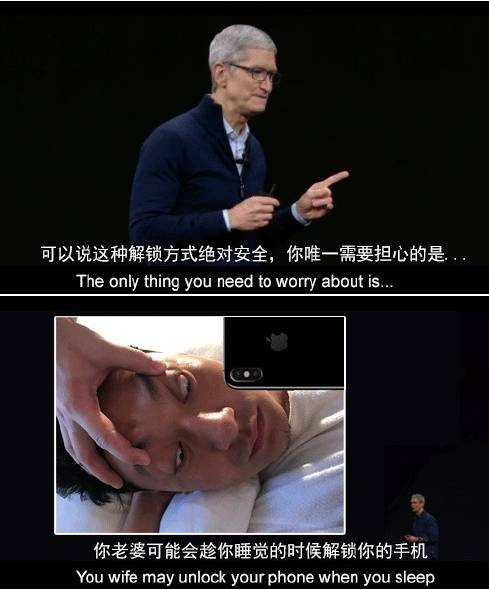 可以说这种解锁方式绝对安全，你唯一需要担心的是...
The only thing you need to worry about is...
你老婆可能会趁你睡觉的时候解锁你的手机
You wife may unlock your phone when you sleep